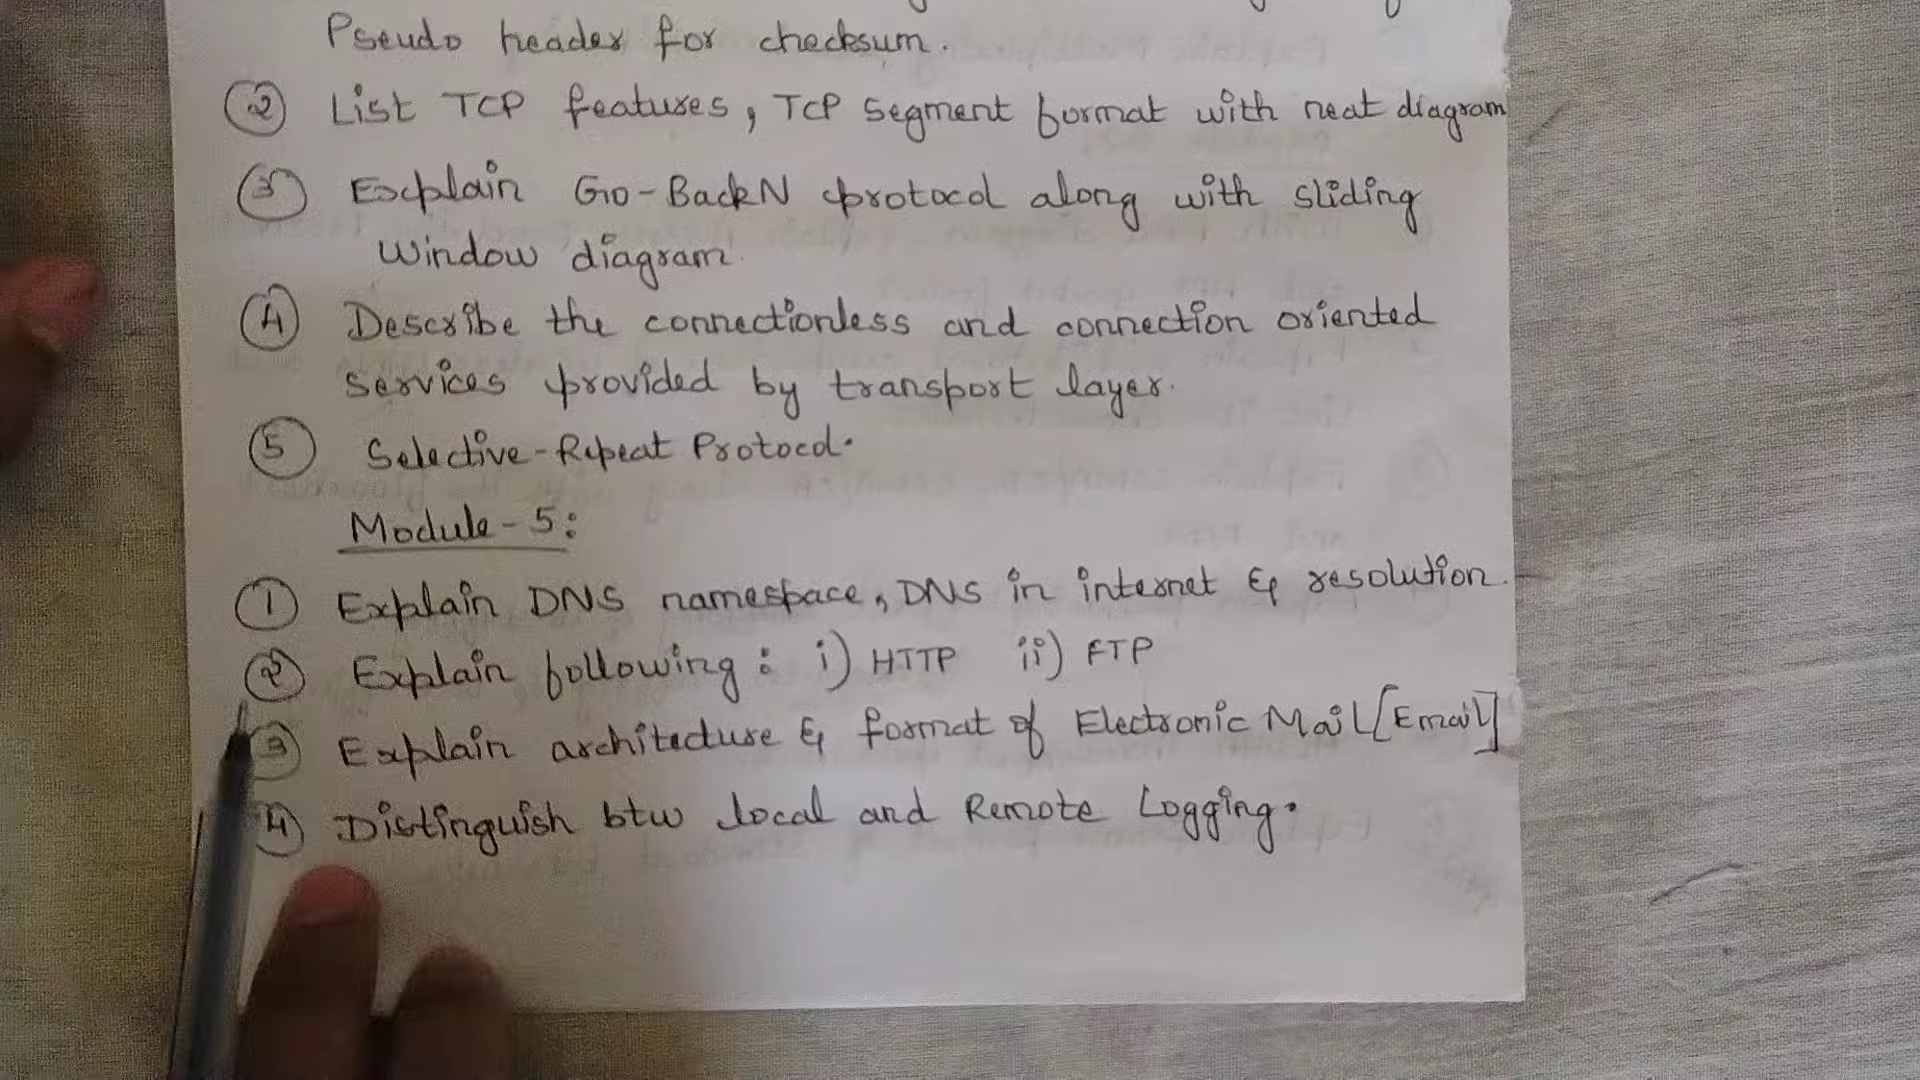 Pseudo header for checksum.
② List TCP features, TCP Segment format with neat diagram
③ Explain Go-BackN protocol along with sliding
window diagram
④ Describe the connectionless and connection oriented
services provided by transport layer.
⑤ Selective-Repeat Protocol.
Module-5:
① Explain DNS namespace, DNS in internet & resolution.
② Explain following: i) HTTP ii) FTP
③ Explain architecture & format of Electronic Mail [Email]
④ Distinguish btw local and Remote Logging.